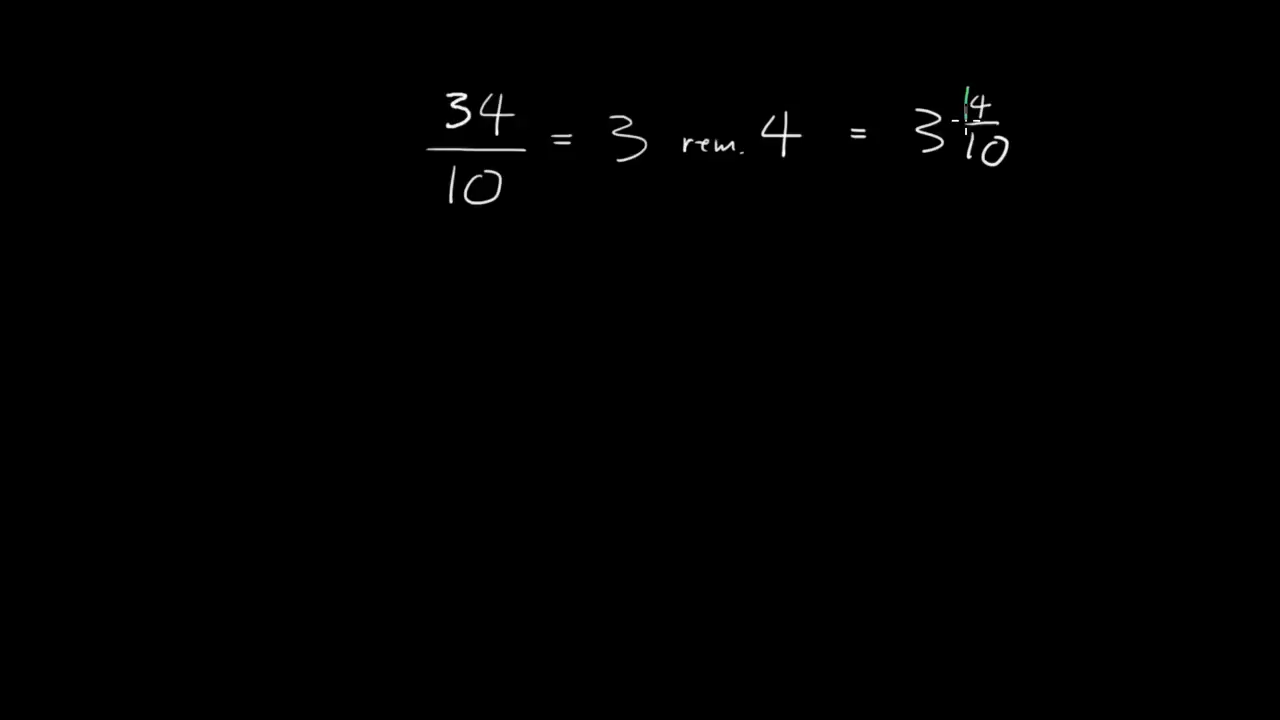 34/10 = 3 rem. 4 = 3 4/10